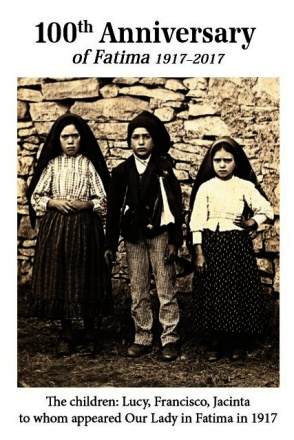 100th Anniversary
of Fatima 1917–2017
The children: Lucy, Francisco, Jacinta
to whom appeared Our Lady in Fatima in 1917